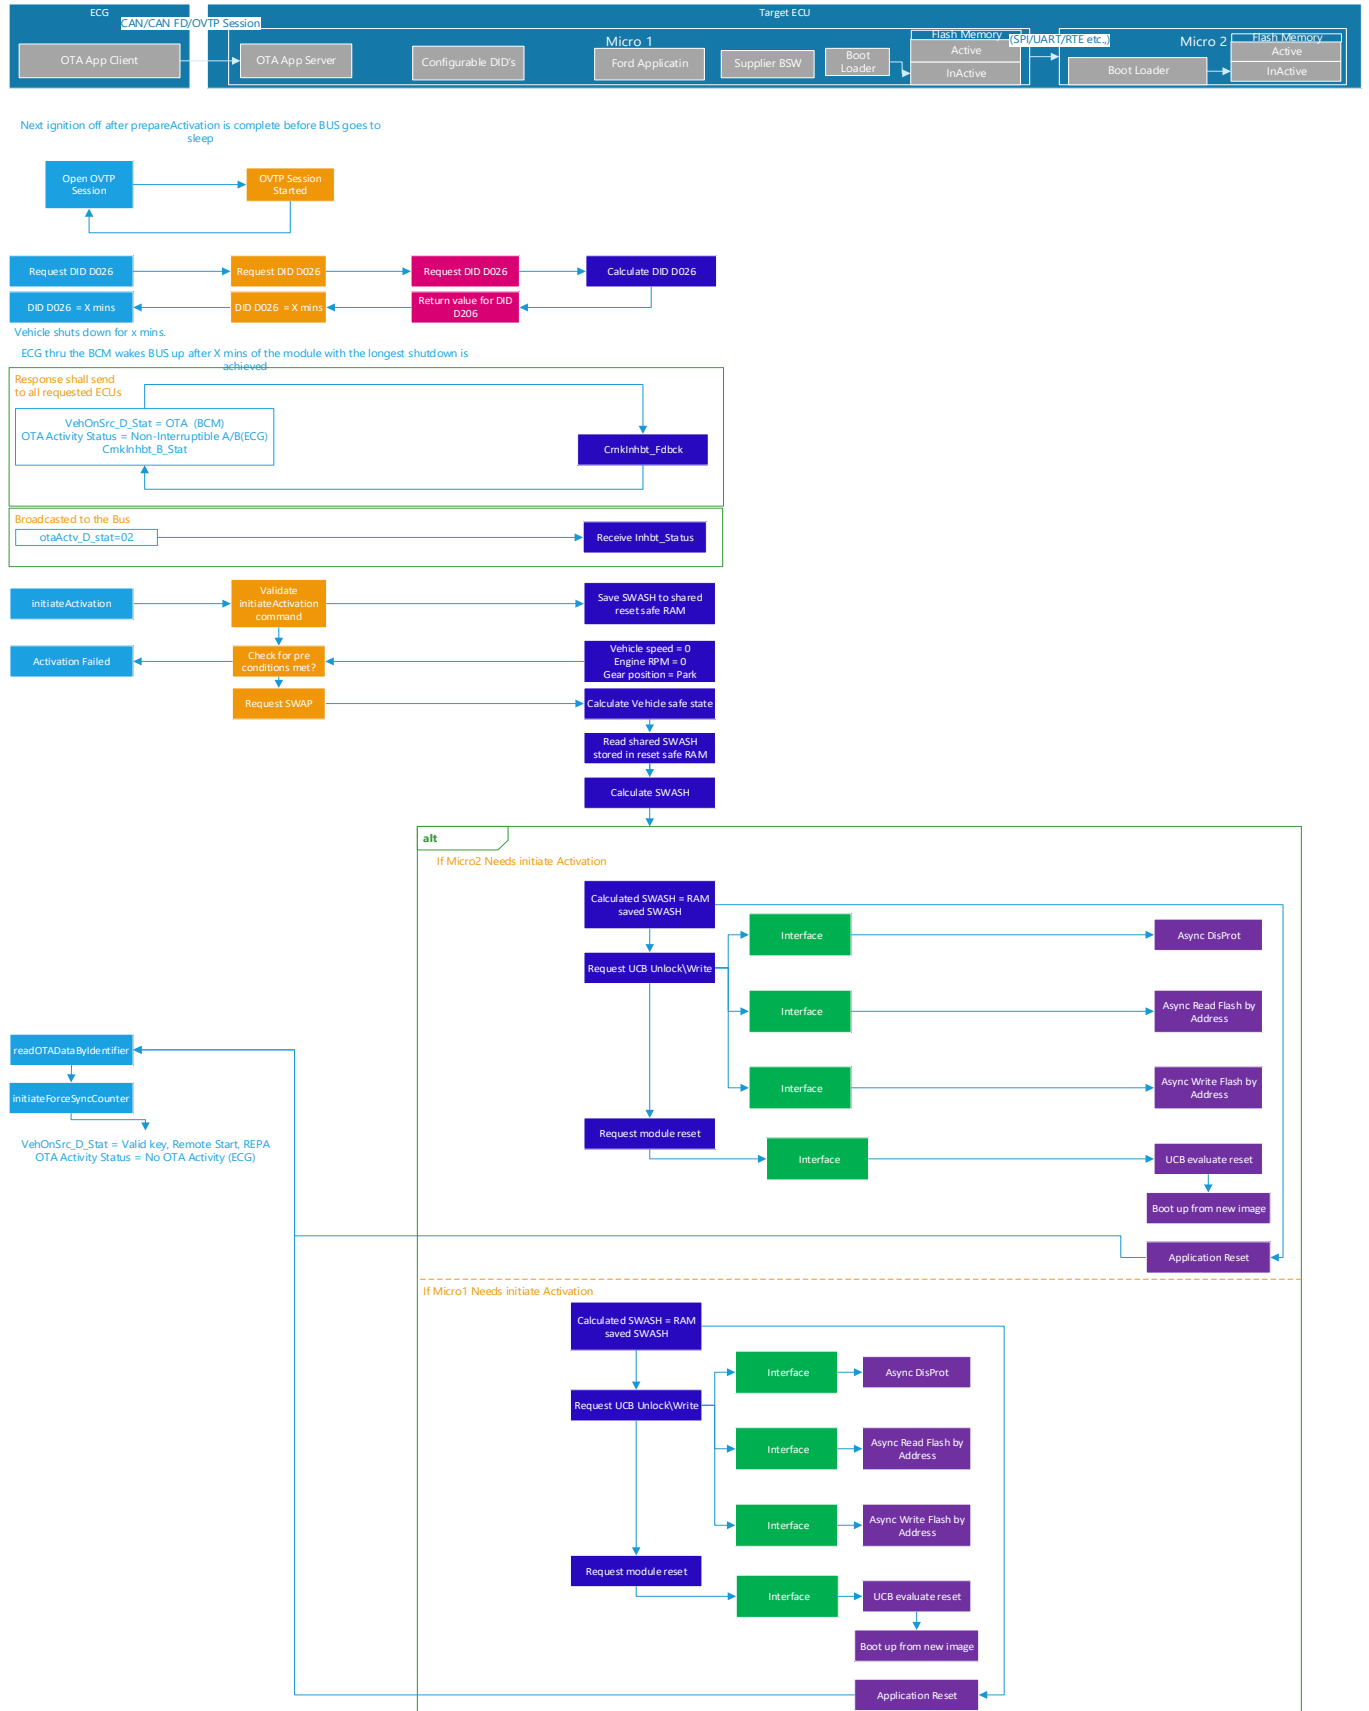 ECG
Target ECU
CAN/CAN FD/OVTP Session
Micro 1
Flash Memory
(SPI/UART/RTE etc.,)
Micro 2
Flash Memory
OTA App Client
OTA App Server
Configurable DID's
Ford Applicatin
Supplier BSW
Boot
Loader
Active
InActive
Boot Loader
Active
InActive
Next ignition off after prepareActivation is complete before BUS goes to
sleep
Open OVTP
Session
OVTP Session
Started
Request DID D026
Request DID D026
Request DID D026
Calculate DID D026
DID D026 = X mins
DID D026 = X mins
Return value for DID
D206
Vehicle shuts down for x mins.
ECG thru the BCM wakes BUS up after X mins of the module with the longest shutdown is
achieved
Response shall send
to all requested ECUs
VehOnSrc_D_Stat = OTA (BCM)
OTA Activity Status = Non-Interruptible A/B(ECG)
CrnkInhbt_B_Stat
CrnkInhbt_Fdbck
Broadcasted to the Bus
otaActv_D_stat=02
Receive Inhbt_Status
initiateActivation
Validate
initiateActivation
command
Save SWASH to shared
reset safe RAM
Activation Failed
Check for pre
conditions met?
Vehicle speed = 0
Engine RPM = 0
Gear position = Park
Request SWAP
Calculate Vehicle safe state
Read shared SWASH
stored in reset safe RAM
Calculate SWASH
alt
If Micro2 Needs initiate Activation
Calculated SWASH = RAM
saved SWASH
Interface
Async DisProt
Request UCB Unlock\Write
Interface
Async Read Flash by
Address
readOTADataByIdentifier
Interface
Async Write Flash by
Address
initiateForceSyncCounter
Request module reset
VehOnSrc_D_Stat = Valid key, Remote Start, REPA
OTA Activity Status = No OTA Activity (ECG)
Interface
UCB evaluate reset
Boot up from new image
Application Reset
If Micro1 Needs initiate Activation
Calculated SWASH = RAM
saved SWASH
Interface
Async DisProt
Request UCB Unlock\Write
Interface
Async Read Flash by
Address
Interface
Async Write Flash by
Address
Request module reset
Interface
UCB evaluate reset
Boot up from new image
Application Reset